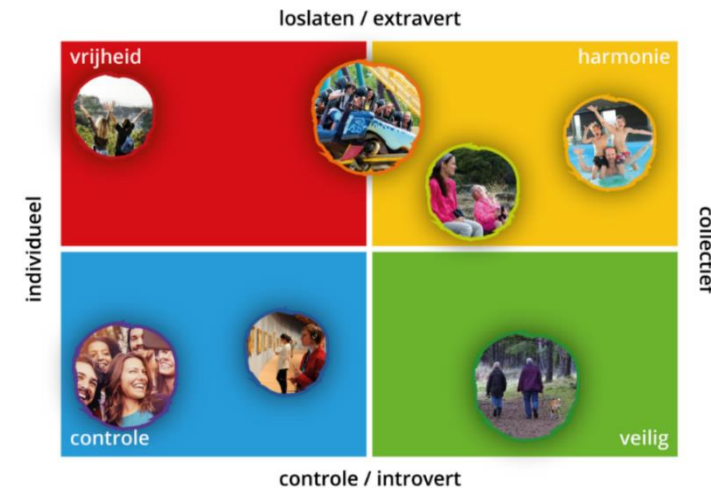 loslaten / extravert
vrijheid
harmonie
individueel
collectief
controle
veilig
controle / introvert